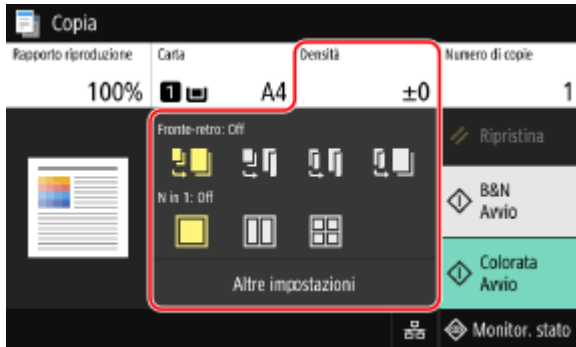 Copia
Rapporto riproduzione
100%
Carta
1 A4
Densità
±0
Numero di copie
1
Fronte-retro: Off
N in 1: Off
Altre impostazioni
Ripristina
B&N
Avvio
Colorata
Avvio
Monitor. stato